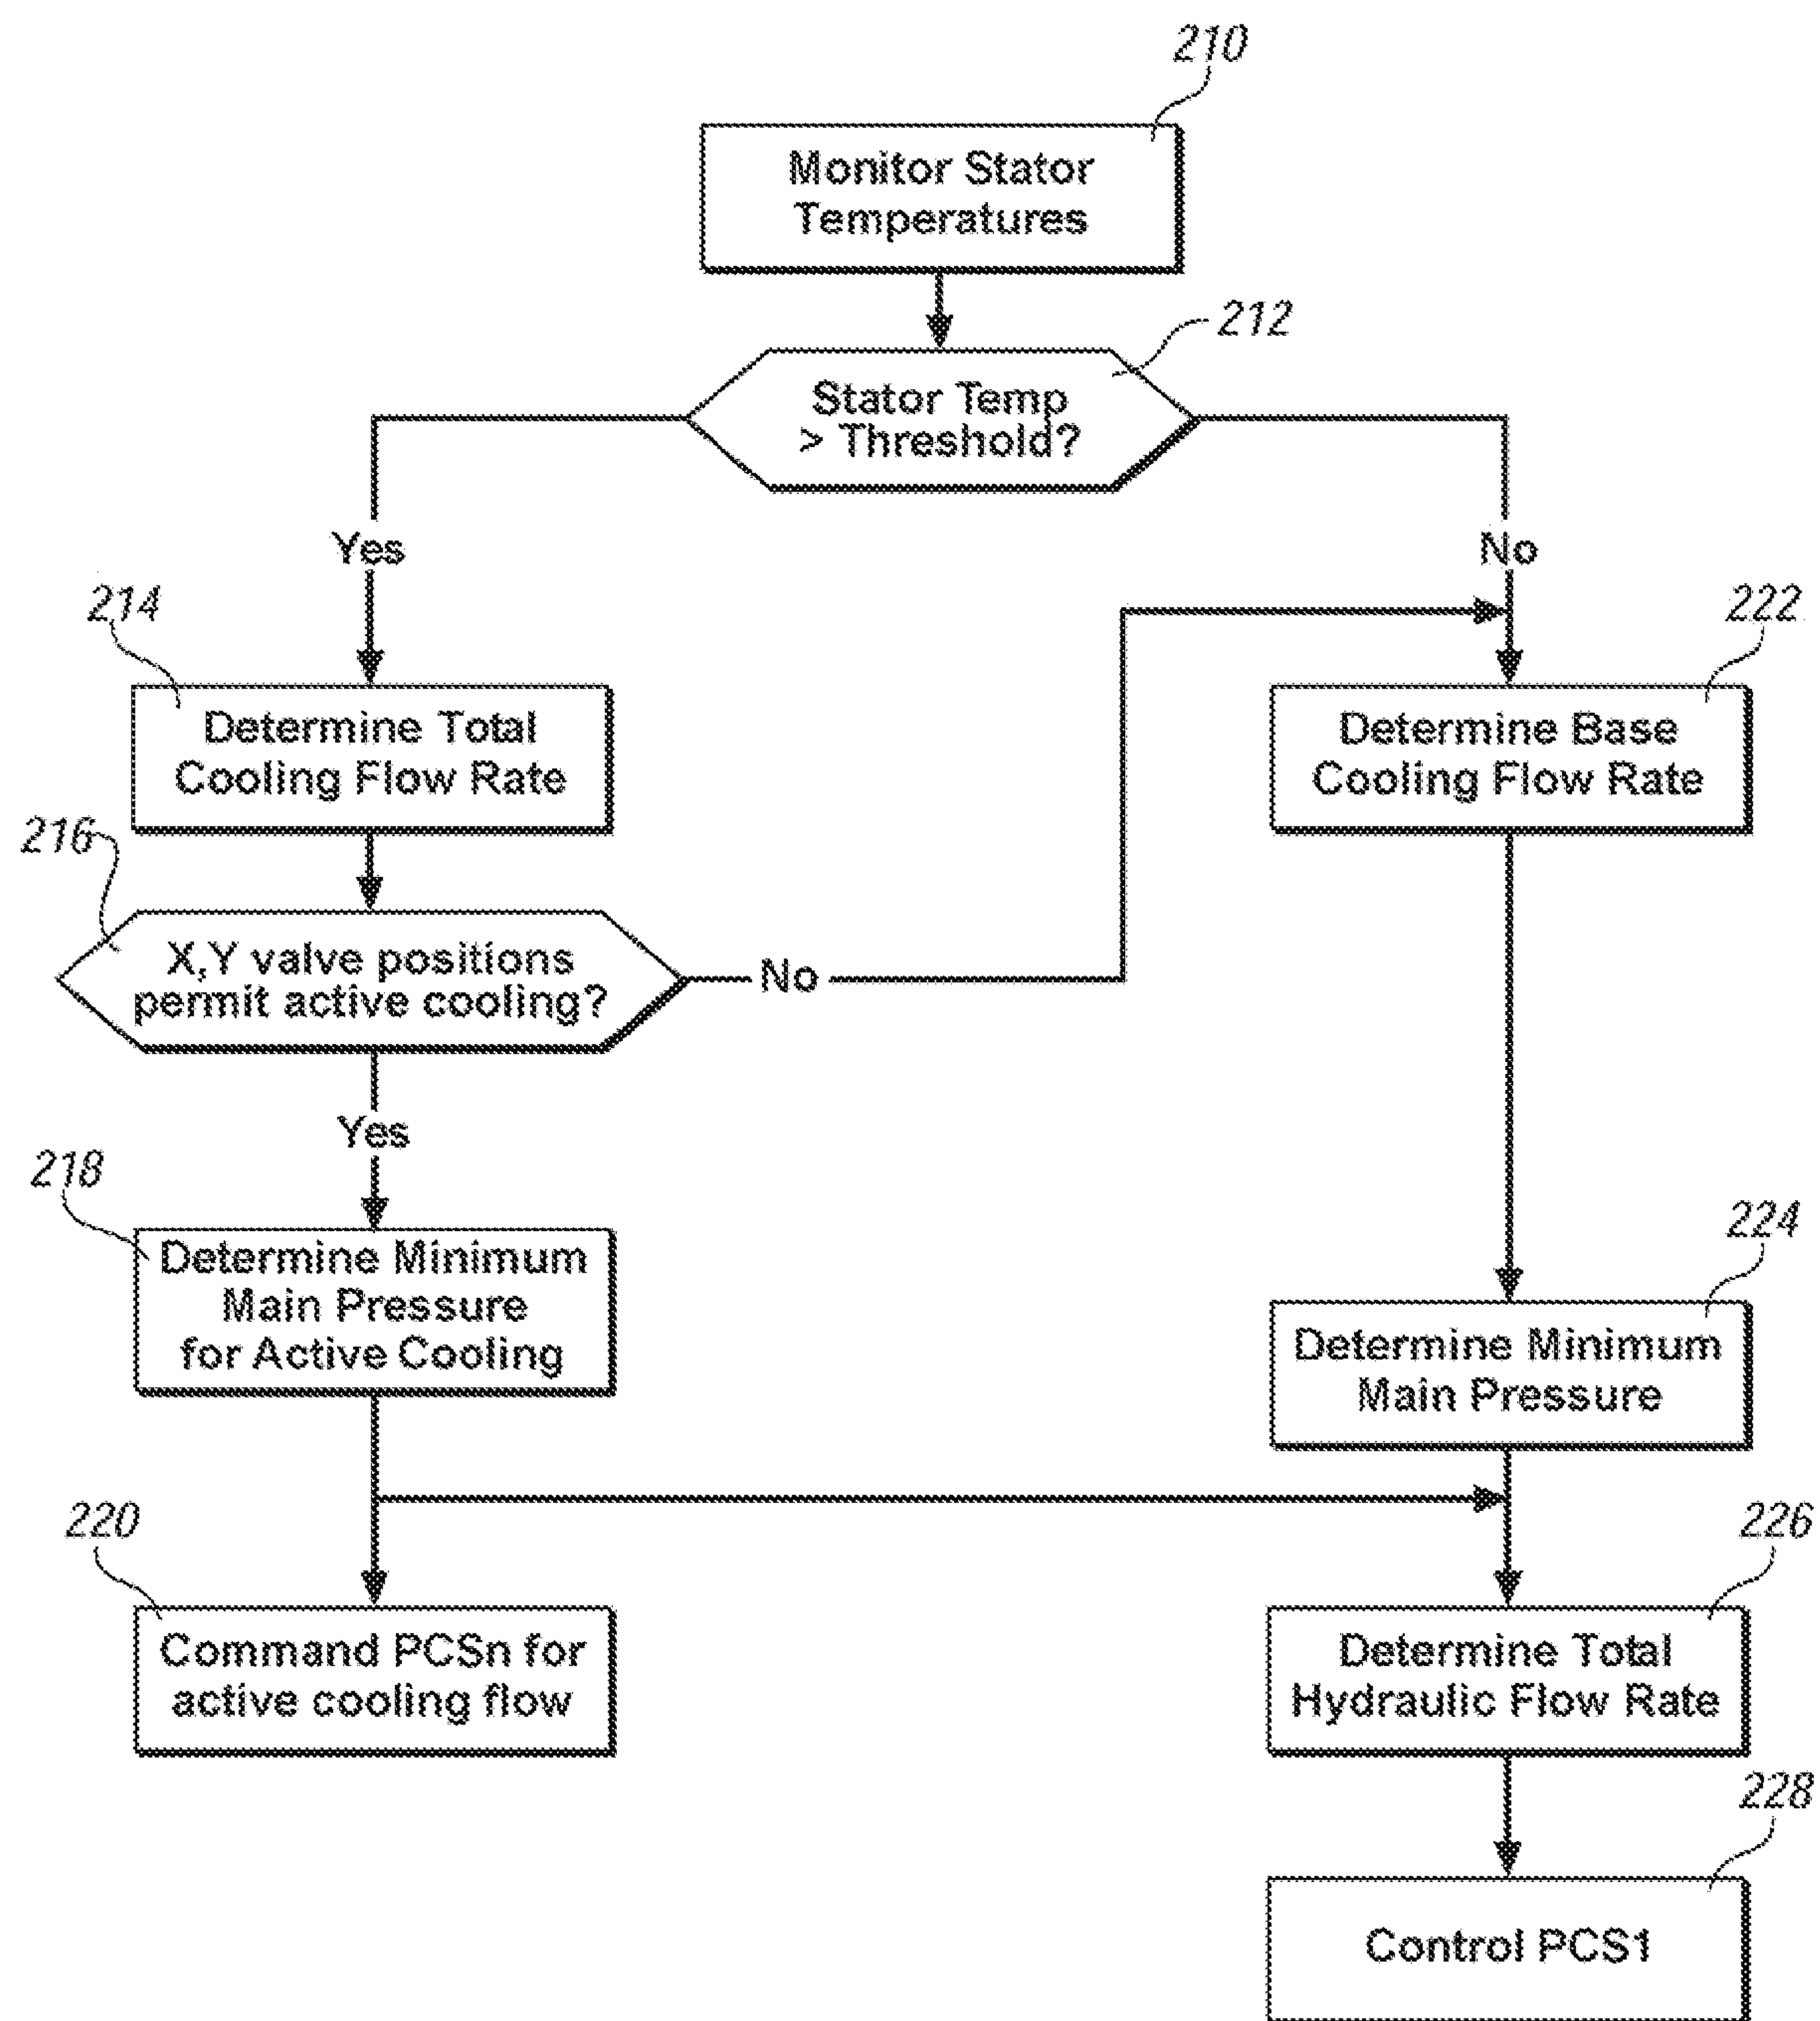 210
Monitor Stator
Temperatures
212
Stator Temp
> Threshold?
Yes
No
214
222
Determine Total
Cooling Flow Rate
Determine Base
Cooling Flow Rate
216
X,Y valve positions
permit active cooling?
No
Yes
218
Determine Minimum
Main Pressure
for Active Cooling
224
Determine Minimum
Main Pressure
220
226
Command PCSn for
active cooling flow
Determine Total
Hydraulic Flow Rate
228
Control PCS1